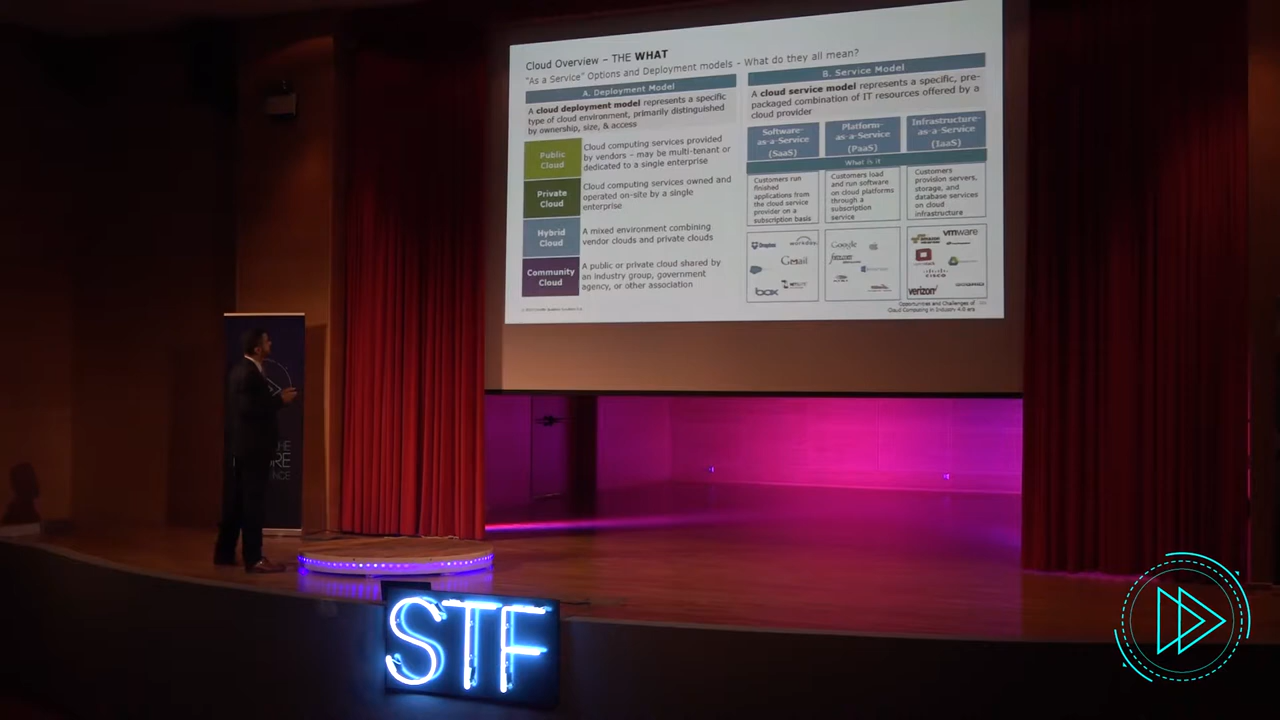 Cloud Overview – THE WHAT
"As a Service" Options and Deployment models - What do they all mean?
A. Deployment Model
A cloud deployment model represents a specific
type of cloud environment, primarily distinguished
by ownership, size, & access
Public
Cloud
Cloud computing services provided
by vendors – may be multi-tenant or
dedicated to a single enterprise
Private
Cloud
Cloud computing services owned and
operated on-site by a single
enterprise
Hybrid
Cloud
A mixed environment combining
vendor clouds and private clouds
Community
Cloud
A public or private cloud shared by
an industry group, government
agency, or other association
B. Service Model
A cloud service model represents a specific, pre-
packaged combination of IT resources offered by a
cloud provider
Software-
as-a-Service
(SaaS)
Platform-
as-a-Service
(PaaS)
Infrastructure-
as-a-Service
(IaaS)
What is it
Customers run
finished
applications from
the cloud service
provider on a
subscription basis
Customers load
and run software
on cloud platforms
through a
subscription
service
Customers
provision servers,
storage, and
database services
on cloud
infrastructure
Dropbox
workday
Gmail
box
Google
vmware
CISCO
verizon
Opportunities and Challenges of
Cloud Computing in Industry 4.0 era
STF